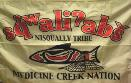 sqʷaliʔabš
NISQUALLY TRIBE
MEDICINE CREEK NATION